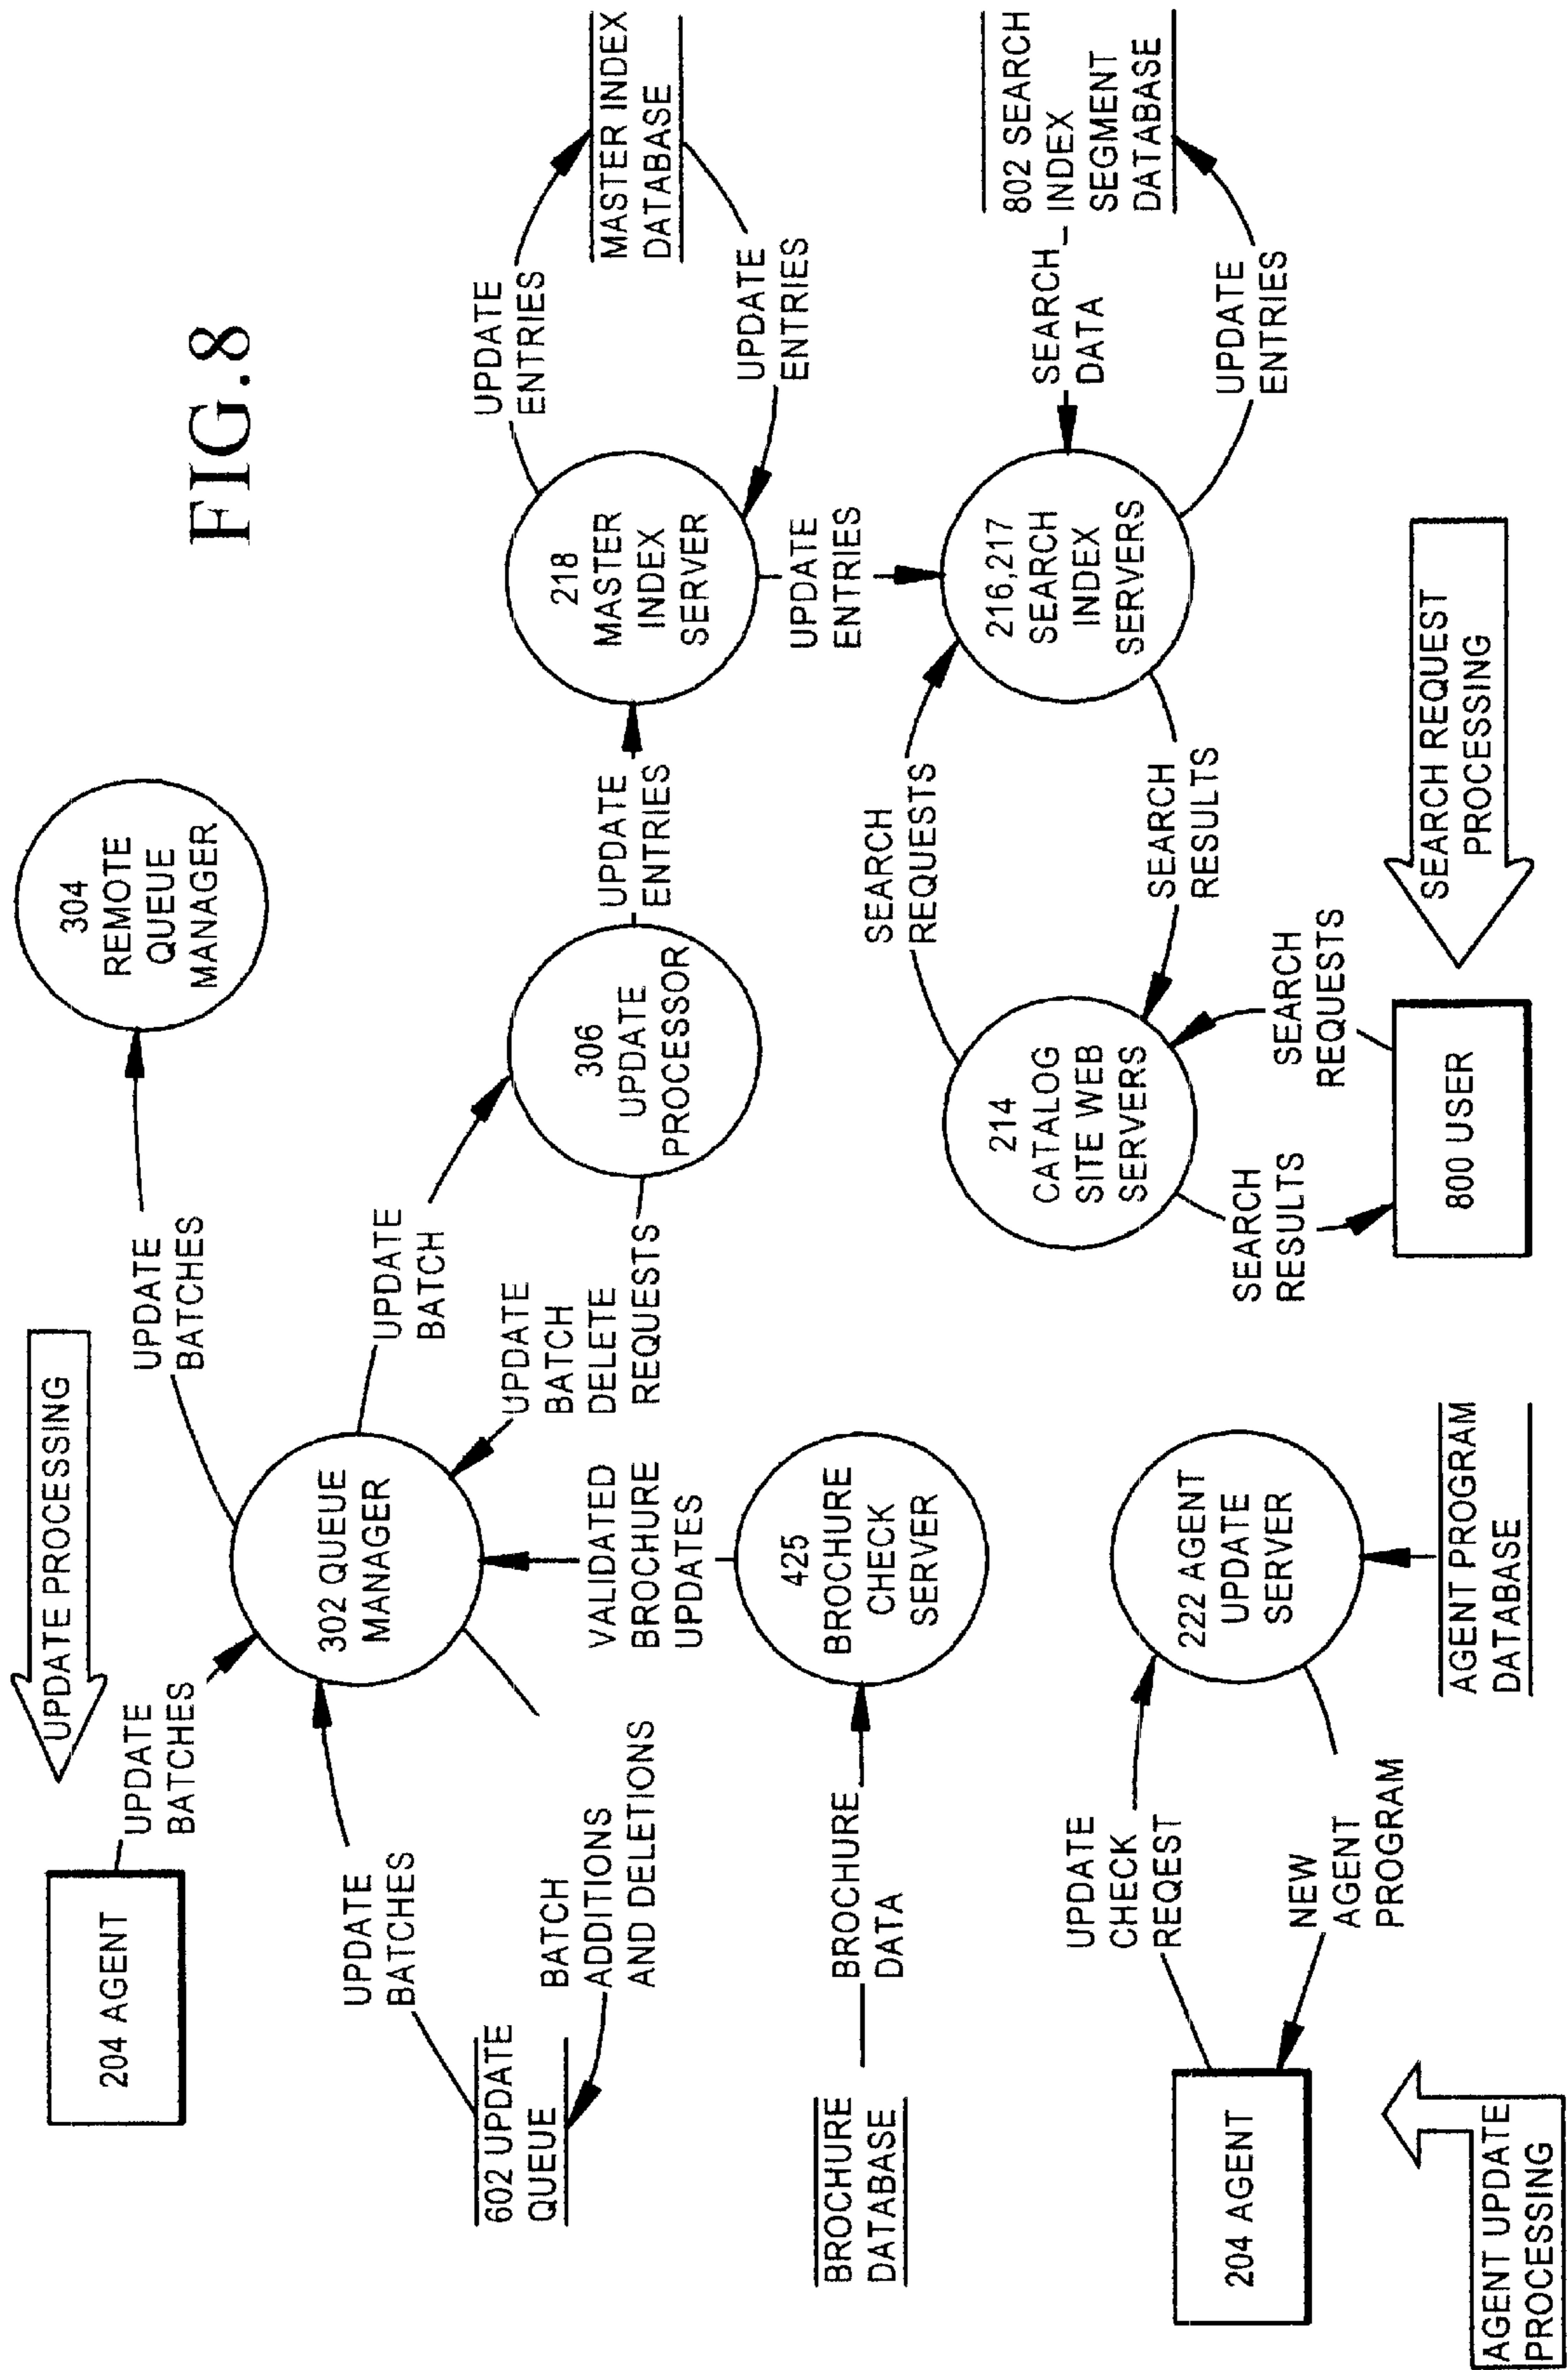 FIG.8
UPDATE PROCESSING
204 AGENT
UPDATE
BATCHES
302 QUEUE
MANAGER
UPDATE
BATCHES
304
REMOTE
QUEUE
MANAGER
UPDATE
BATCHES
602 UPDATE
QUEUE
BATCH
ADDITIONS
AND DELETIONS
UPDATE
BATCH
UPDATE
BATCH
DELETE
REQUESTS
306
UPDATE
PROCESSOR
UPDATE
ENTRIES
218
MASTER
INDEX
SERVER
UPDATE
ENTRIES
MASTER INDEX
DATABASE
UPDATE
ENTRIES
UPDATE
ENTRIES
VALIDATED
BROCHURE
UPDATES
BROCHURE
DATABASE
BROCHURE
DATA
425
BROCHURE
CHECK
SERVER
SEARCH
REQUESTS
216,217
SEARCH
INDEX
SERVERS
SEARCH
DATA
802 SEARCH
INDEX
SEGMENT
DATABASE
UPDATE
ENTRIES
214
CATALOG
SITE WEB
SERVERS
SEARCH
RESULTS
SEARCH
RESULTS
SEARCH
REQUESTS
800 USER
SEARCH REQUEST
PROCESSING
204 AGENT
UPDATE
CHECK
REQEST
222 AGENT
UPDATE
SERVER
NEW
AGENT
PROGRAM
AGENT PROGRAM
DATABASE
AGENT UPDATE
PROCESSING